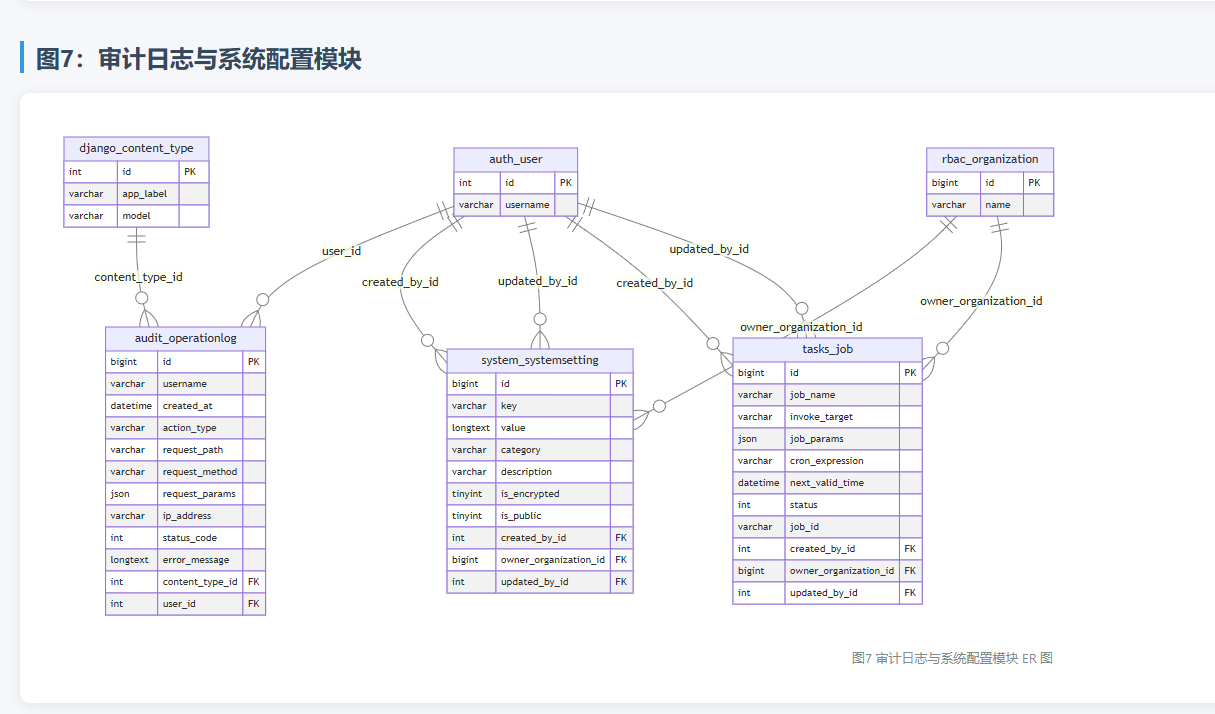 图7：审计日志与系统配置模块
django_content_type
int id PK
varchar app_label
varchar model
auth_user
int id PK
varchar username
rbac_organization
bigint id PK
varchar name
user_id
updated_by_id
content_type_id
created_by_id
updated_by_id
created_by_id
owner_organization_id
owner_organization_id
audit_operationlog
bigint id PK
varchar username
datetime created_at
varchar action_type
varchar request_path
varchar request_method
json request_params
varchar ip_address
int status_code
longtext error_message
int content_type_id FK
int user_id FK
system_systemsetting
bigint id PK
varchar key
longtext value
varchar category
varchar description
tinyint is_encrypted
tinyint is_public
int created_by_id FK
bigint owner_organization_id FK
int updated_by_id FK
tasks_job
bigint id PK
varchar job_name
varchar invoke_target
json job_params
varchar cron_expression
datetime next_valid_time
int status
varchar job_id
int created_by_id FK
bigint owner_organization_id FK
int updated_by_id FK
图7 审计日志与系统配置模块 ER 图